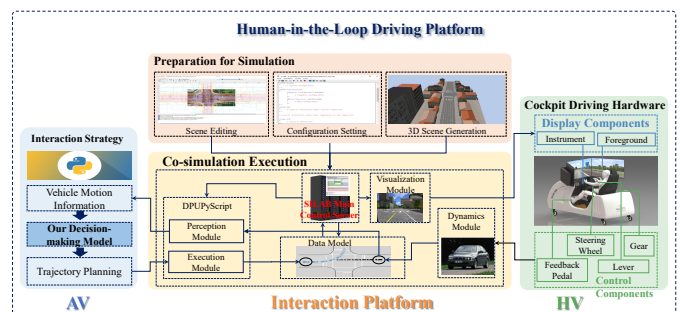 Human-in-the-Loop Driving Platform
Preparation for Simulation
Scene Editing
Configuration Setting
3D Scene Generation
Interaction Strategy
Vehicle Motion
Information
Our Decision-
making Model
Trajectory Planning
AV
Co-simulation Execution
DPUPyScript
Perception
Module
Execution
Module
SILAB Main
Control Server
Visualization
Module
Data Model
Dynamics
Module
Interaction Platform
Cockpit Driving Hardware
Display Components
Instrument
Foreground
Steering
Wheel
Gear
Feedback
Pedal
Lever
Control
Components
HV